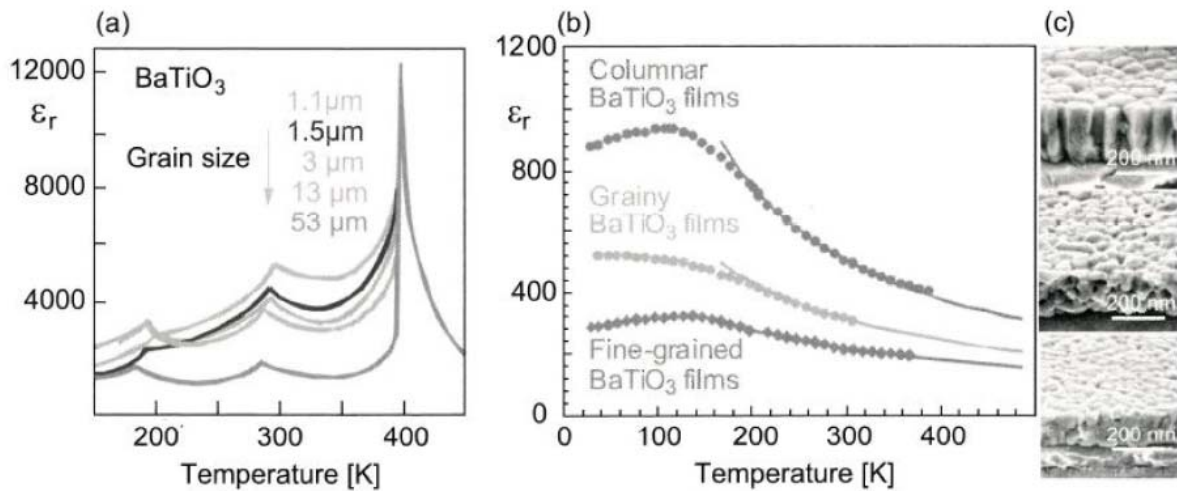 (a)
12000
εr
8000
4000
BaTiO3
Grain size
1.1µm
1.5µm
3 µm
13 µm
53 µm
200 300 400
Temperature [K]
(b)
1200
εr
800
400
0
Columnar
BaTiO3 films
Grainy
BaTiO3 films
Fine-grained
BaTiO3 films
0 100 200 300 400
Temperature [K]
(c)
200 nm
200 nm
200 nm